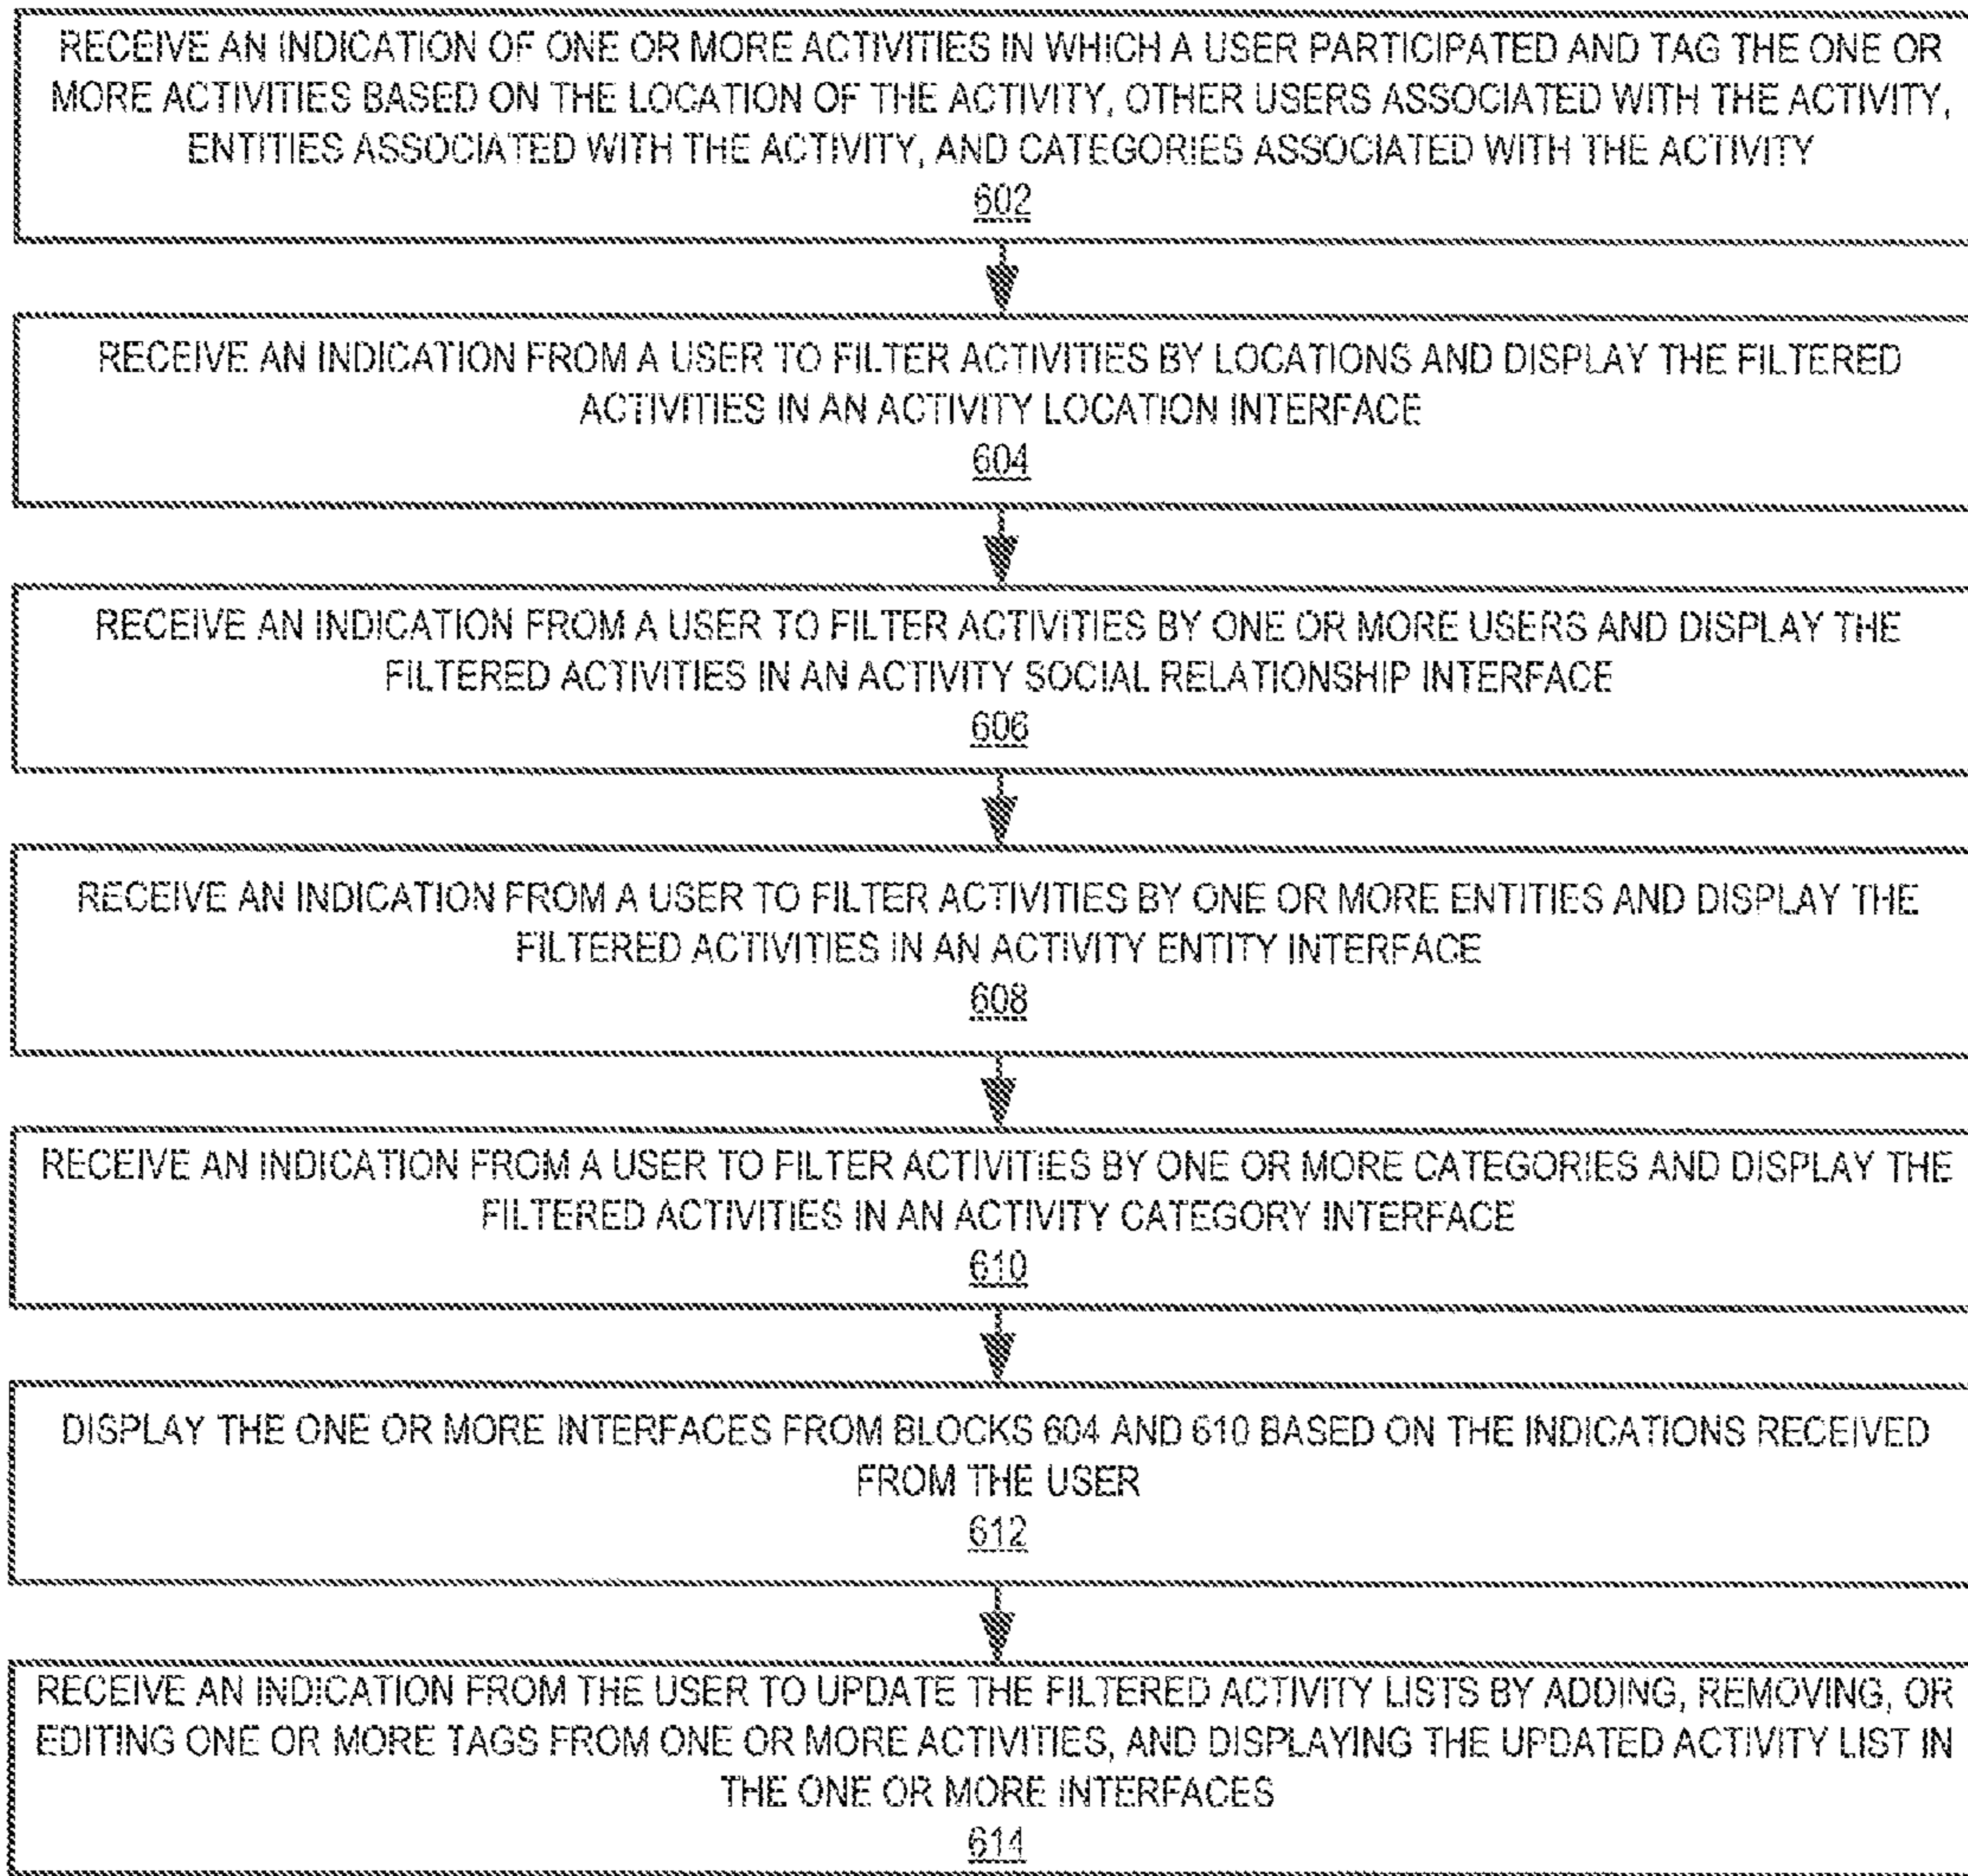 RECEIVE AN INDICATION OF ONE OR MORE ACTIVITIES IN WHICH A USER PARTICIPATED AND TAG THE ONE OR
MORE ACTIVITIES BASED ON THE LOCATION OF THE ACTIVITY, OTHER USERS ASSOCIATED WITH THE ACTIVITY,
ENTITIES ASSOCIATED WITH THE ACTIVITY, AND CATEGORIES ASSOCIATED WITH THE ACTIVITY
602
RECEIVE AN INDICATION FROM A USER TO FILTER ACTIVITIES BY LOCATIONS AND DISPLAY THE FILTERED
ACTIVITIES IN AN ACTIVITY LOCATION INTERFACE
604
RECEIVE AN INDICATION FROM A USER TO FILTER ACTIVITIES BY ONE OR MORE USERS AND DISPLAY THE
FILTERED ACTIVITIES IN AN ACTIVITY SOCIAL RELATIONSHIP INTERFACE
606
RECEIVE AN INDICATION FROM A USER TO FILTER ACTIVITIES BY ONE OR MORE ENTITIES AND DISPLAY THE
FILTERED ACTIVITIES IN AN ACTIVITY ENTITY INTERFACE
608
RECEIVE AN INDICATION FROM A USER TO FILTER ACTIVITIES BY ONE OR MORE CATEGORIES AND DISPLAY THE
FILTERED ACTIVITIES IN AN ACTIVITY CATEGORY INTERFACE
610
DISPLAY THE ONE OR MORE INTERFACES FROM BLOCKS 604 AND 610 BASED ON THE INDICATIONS RECEIVED
FROM THE USER
612
RECEIVE AN INDICATION FROM THE USER TO UPDATE THE FILTERED ACTIVITY LISTS BY ADDING, REMOVING, OR
EDITING ONE OR MORE TAGS FROM ONE OR MORE ACTIVITIES, AND DISPLAYING THE UPDATED ACTIVITY LIST IN
THE ONE OR MORE INTERFACES
614